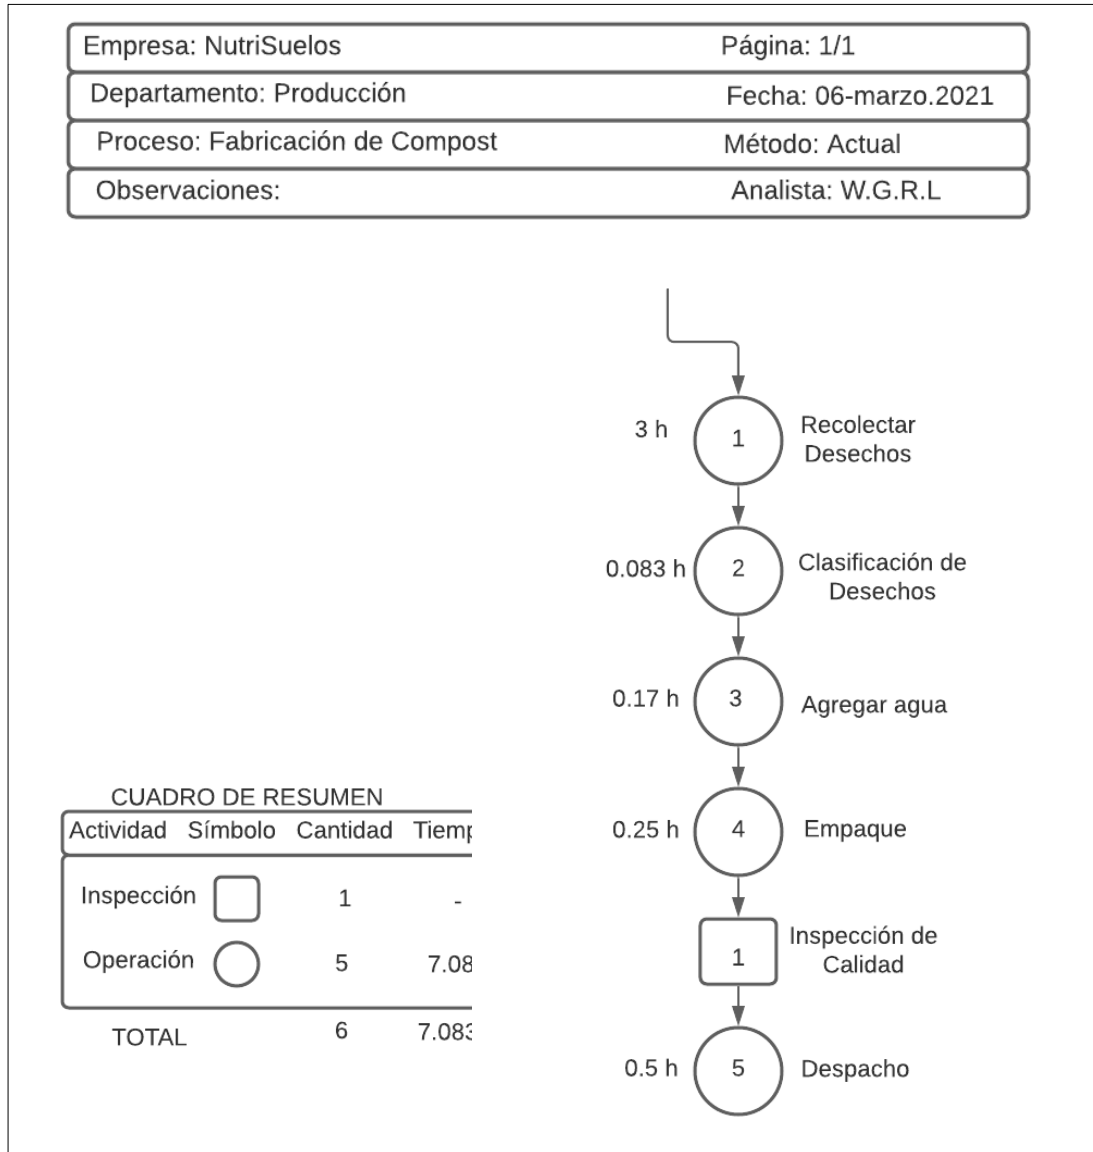 Empresa: NutriSuelos Página: 1/1
Departamento: Producción Fecha: 06-marzo.2021
Proceso: Fabricación de Compost Método: Actual
Observaciones: Analista: W.G.R.L
3 h 1 Recolectar
Desechos
0.083 h 2 Clasificación de
Desechos
0.17 h 3 Agregar agua
0.25 h 4 Empaque
1 Inspección de
Calidad
0.5 h 5 Despacho
CUADRO DE RESUMEN
Actividad Símbolo Cantidad Tiemp
Inspección 1 -
Operación 5 7.08
TOTAL 6 7.083